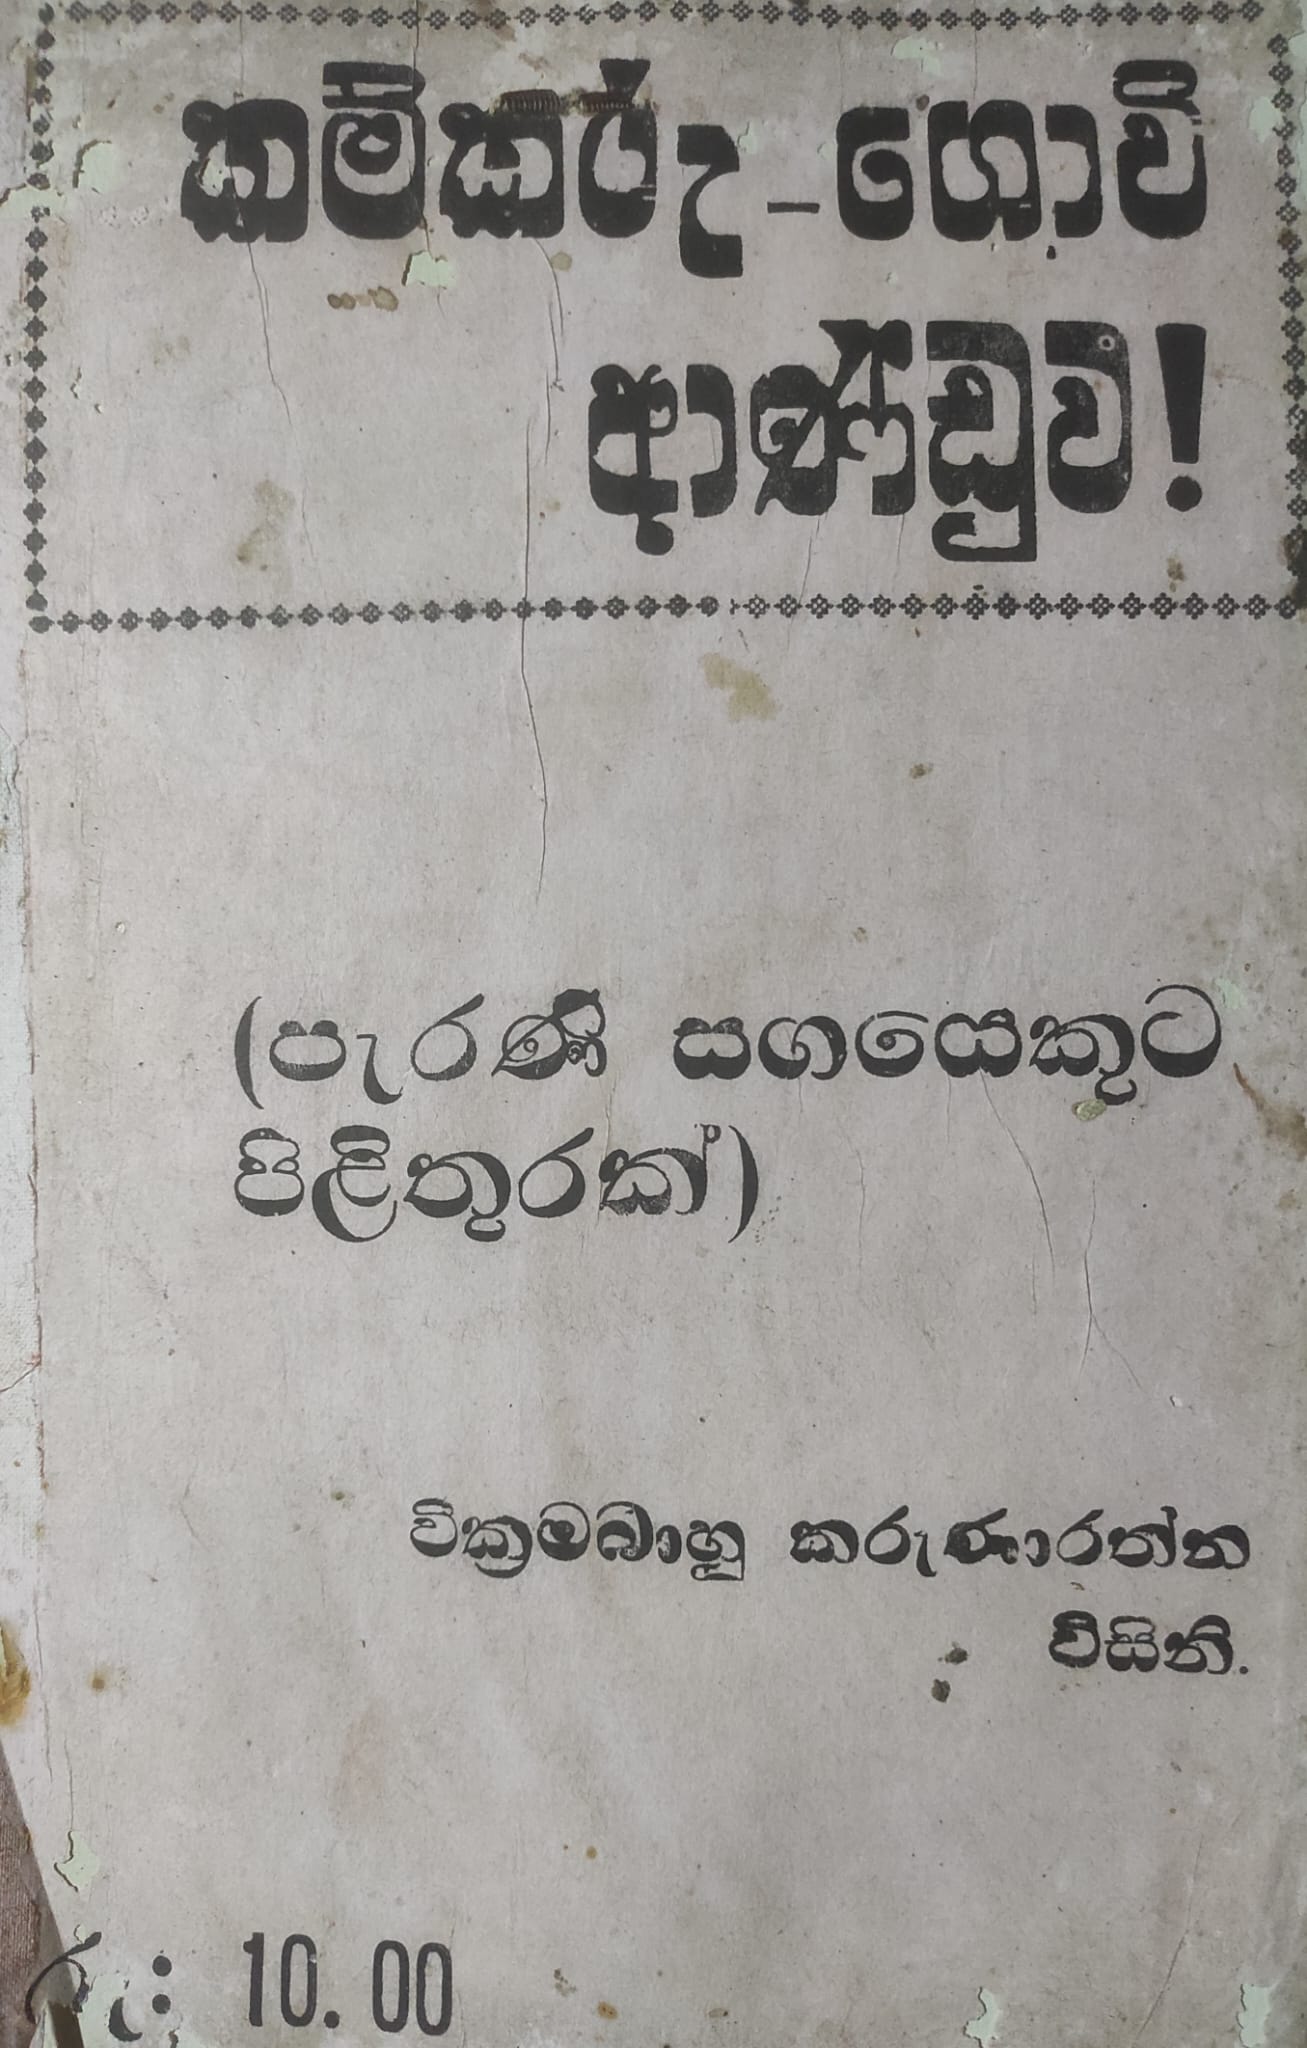 කම්කරු - ගොවි
ආණ්ඩුව!
(පැරණි සගයෙකුට
පිළිතුරක්)
වික්‍රමබාහු කරුණාරත්න
විසිනි.
රු: 10.00